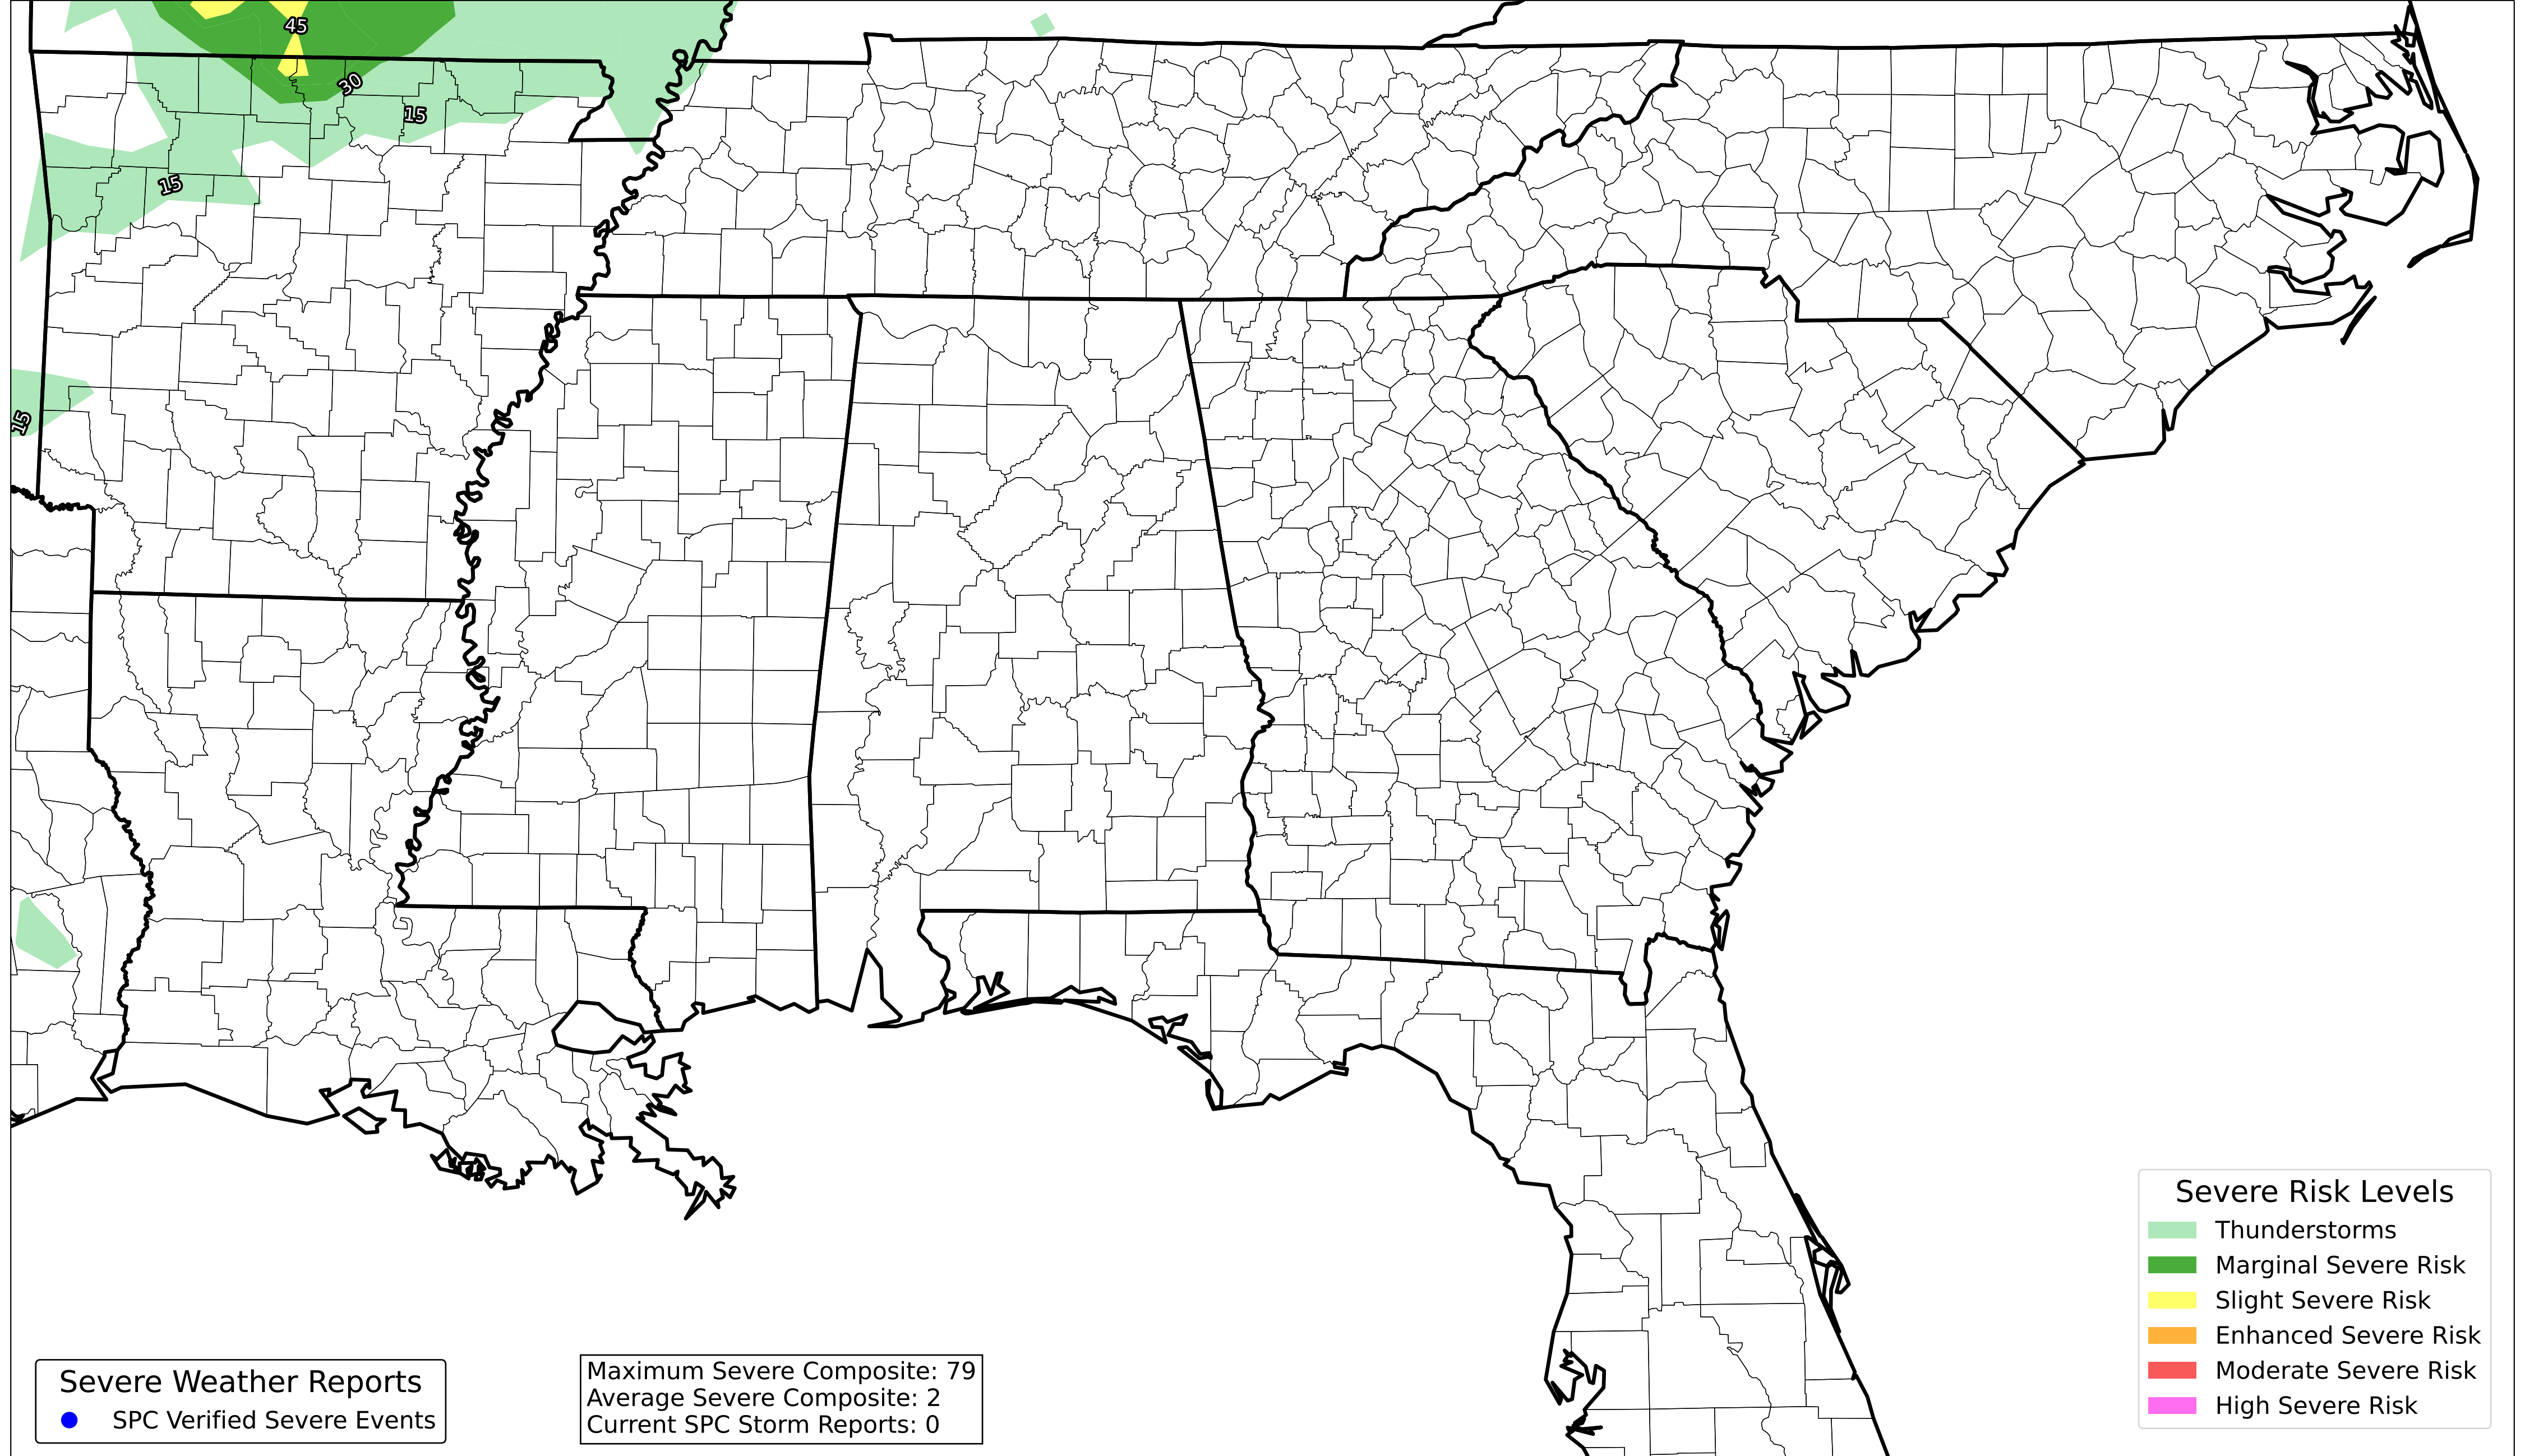 45
30
15
15
15
Severe Risk Levels
Thunderstorms
Marginal Severe Risk
Slight Severe Risk
Enhanced Severe Risk
Moderate Severe Risk
High Severe Risk
Severe Weather Reports
SPC Verified Severe Events
Maximum Severe Composite: 79
Average Severe Composite: 2
Current SPC Storm Reports: 0